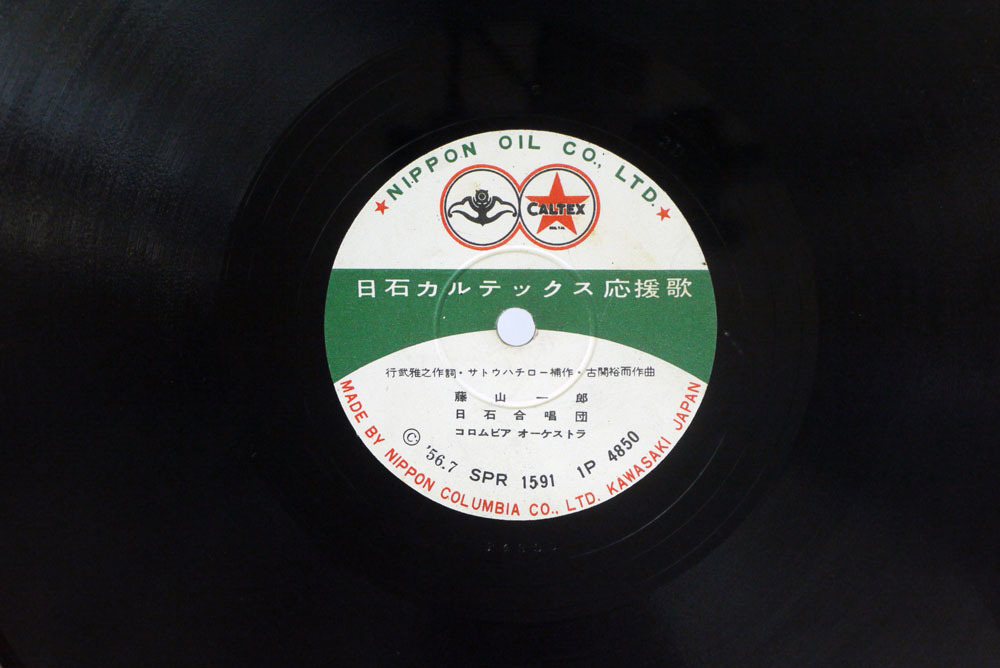 NIPPON OIL CO., LTD.
CALTEX
日石カルテックス応援歌
行武雅之作詞・サトウハチロー補作・古関裕而作曲
藤山一郎
日石合唱団
コロムビア オーケストラ
Ⓒ '56.7 SPR 1591 1P 4850
MADE BY NIPPON COLUMBIA CO., LTD. KAWASAKI JAPAN